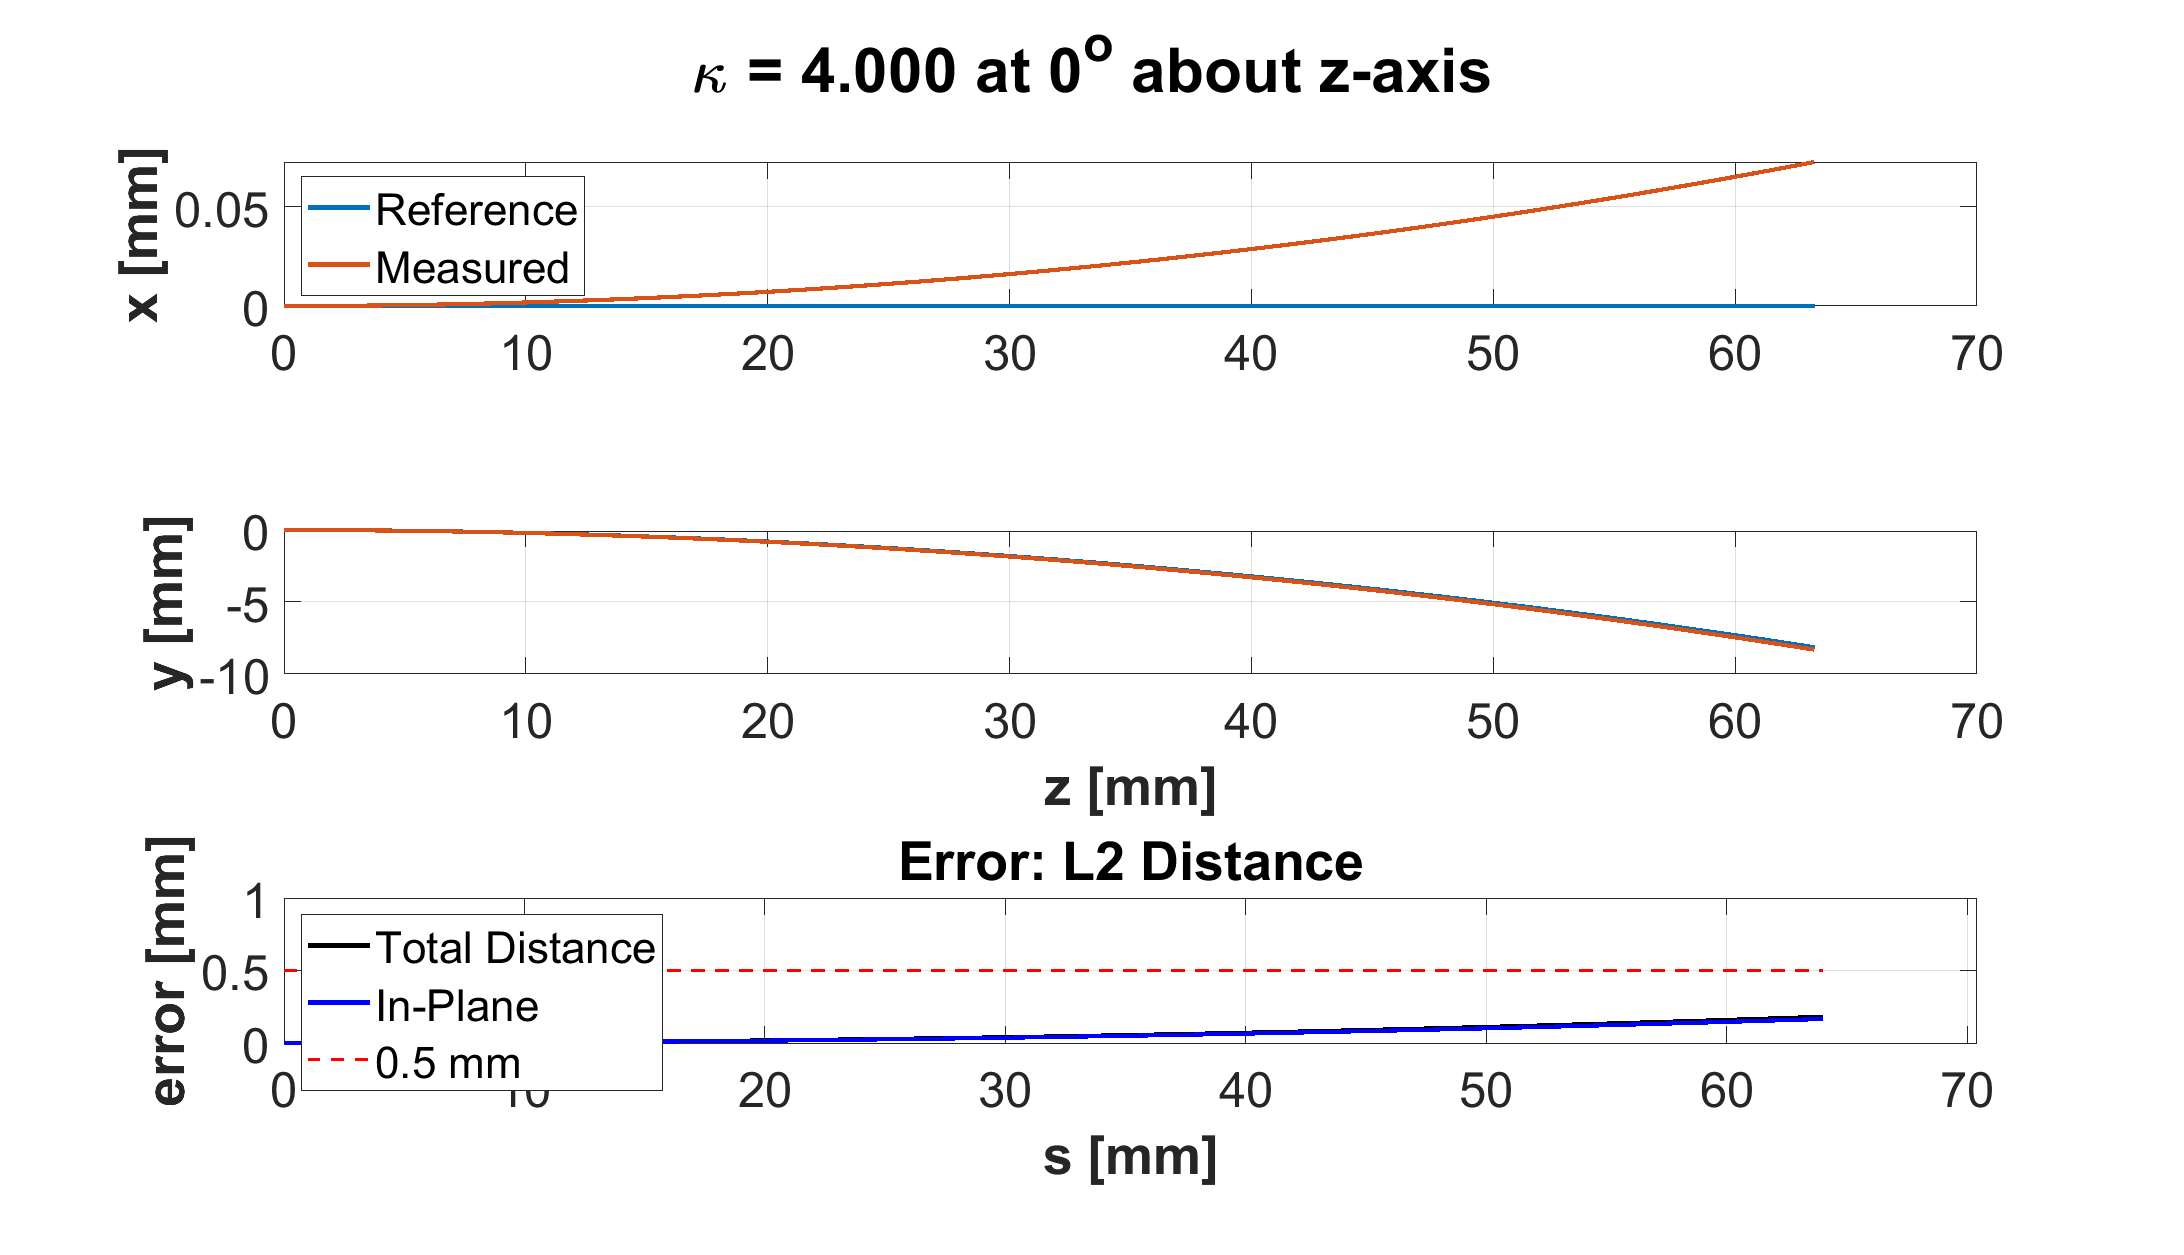 κ = 4.000 at 0° about z-axis
x [mm]
0.05
0
Reference
Measured
0 10 20 30 40 50 60 70
y [mm]
0
-5
-10
0 10 20 30 40 50 60 70
z [mm]
Error: L2 Distance
error [mm]
1
0.5
0
Total Distance
In-Plane
0.5 mm
0 10 20 30 40 50 60 70
s [mm]